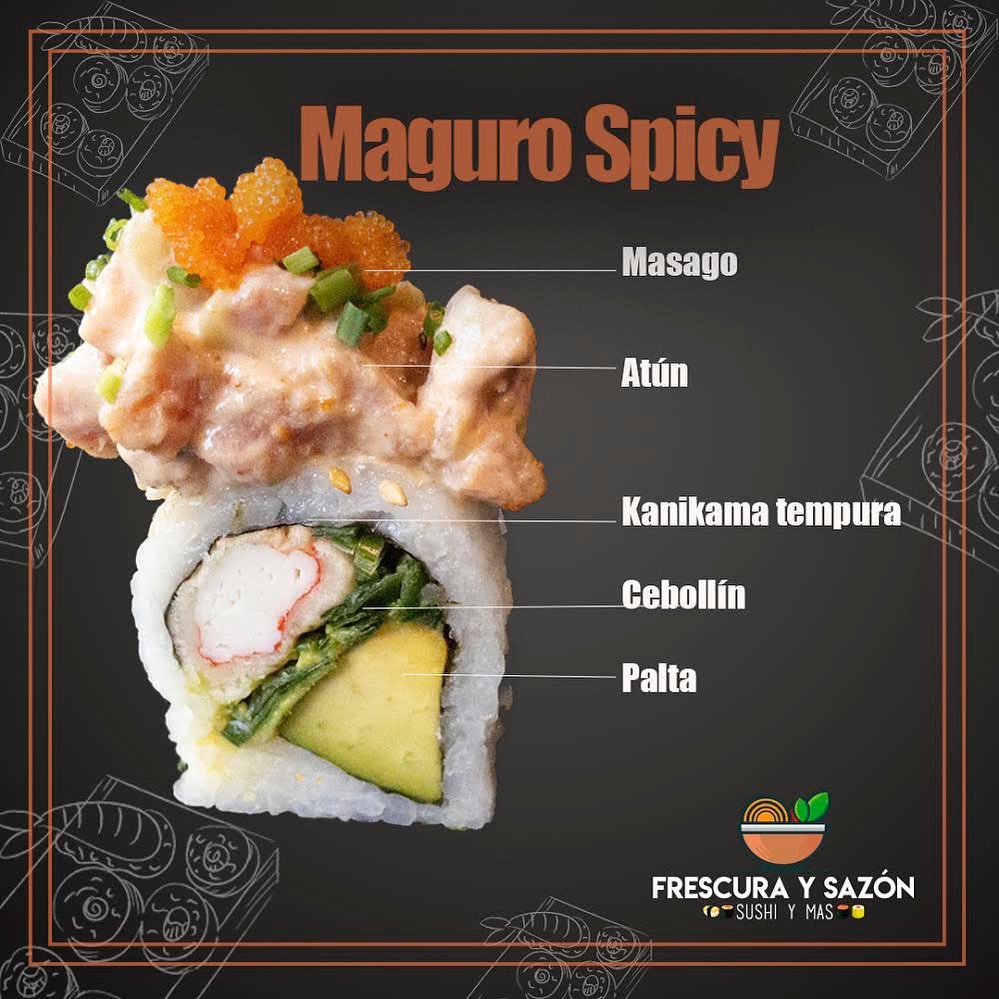 Maguro Spicy
Masago
Atún
Kanikama tempura
Cebollín
Palta
FRESCURA Y SAZÓN
SUSHI Y MAS